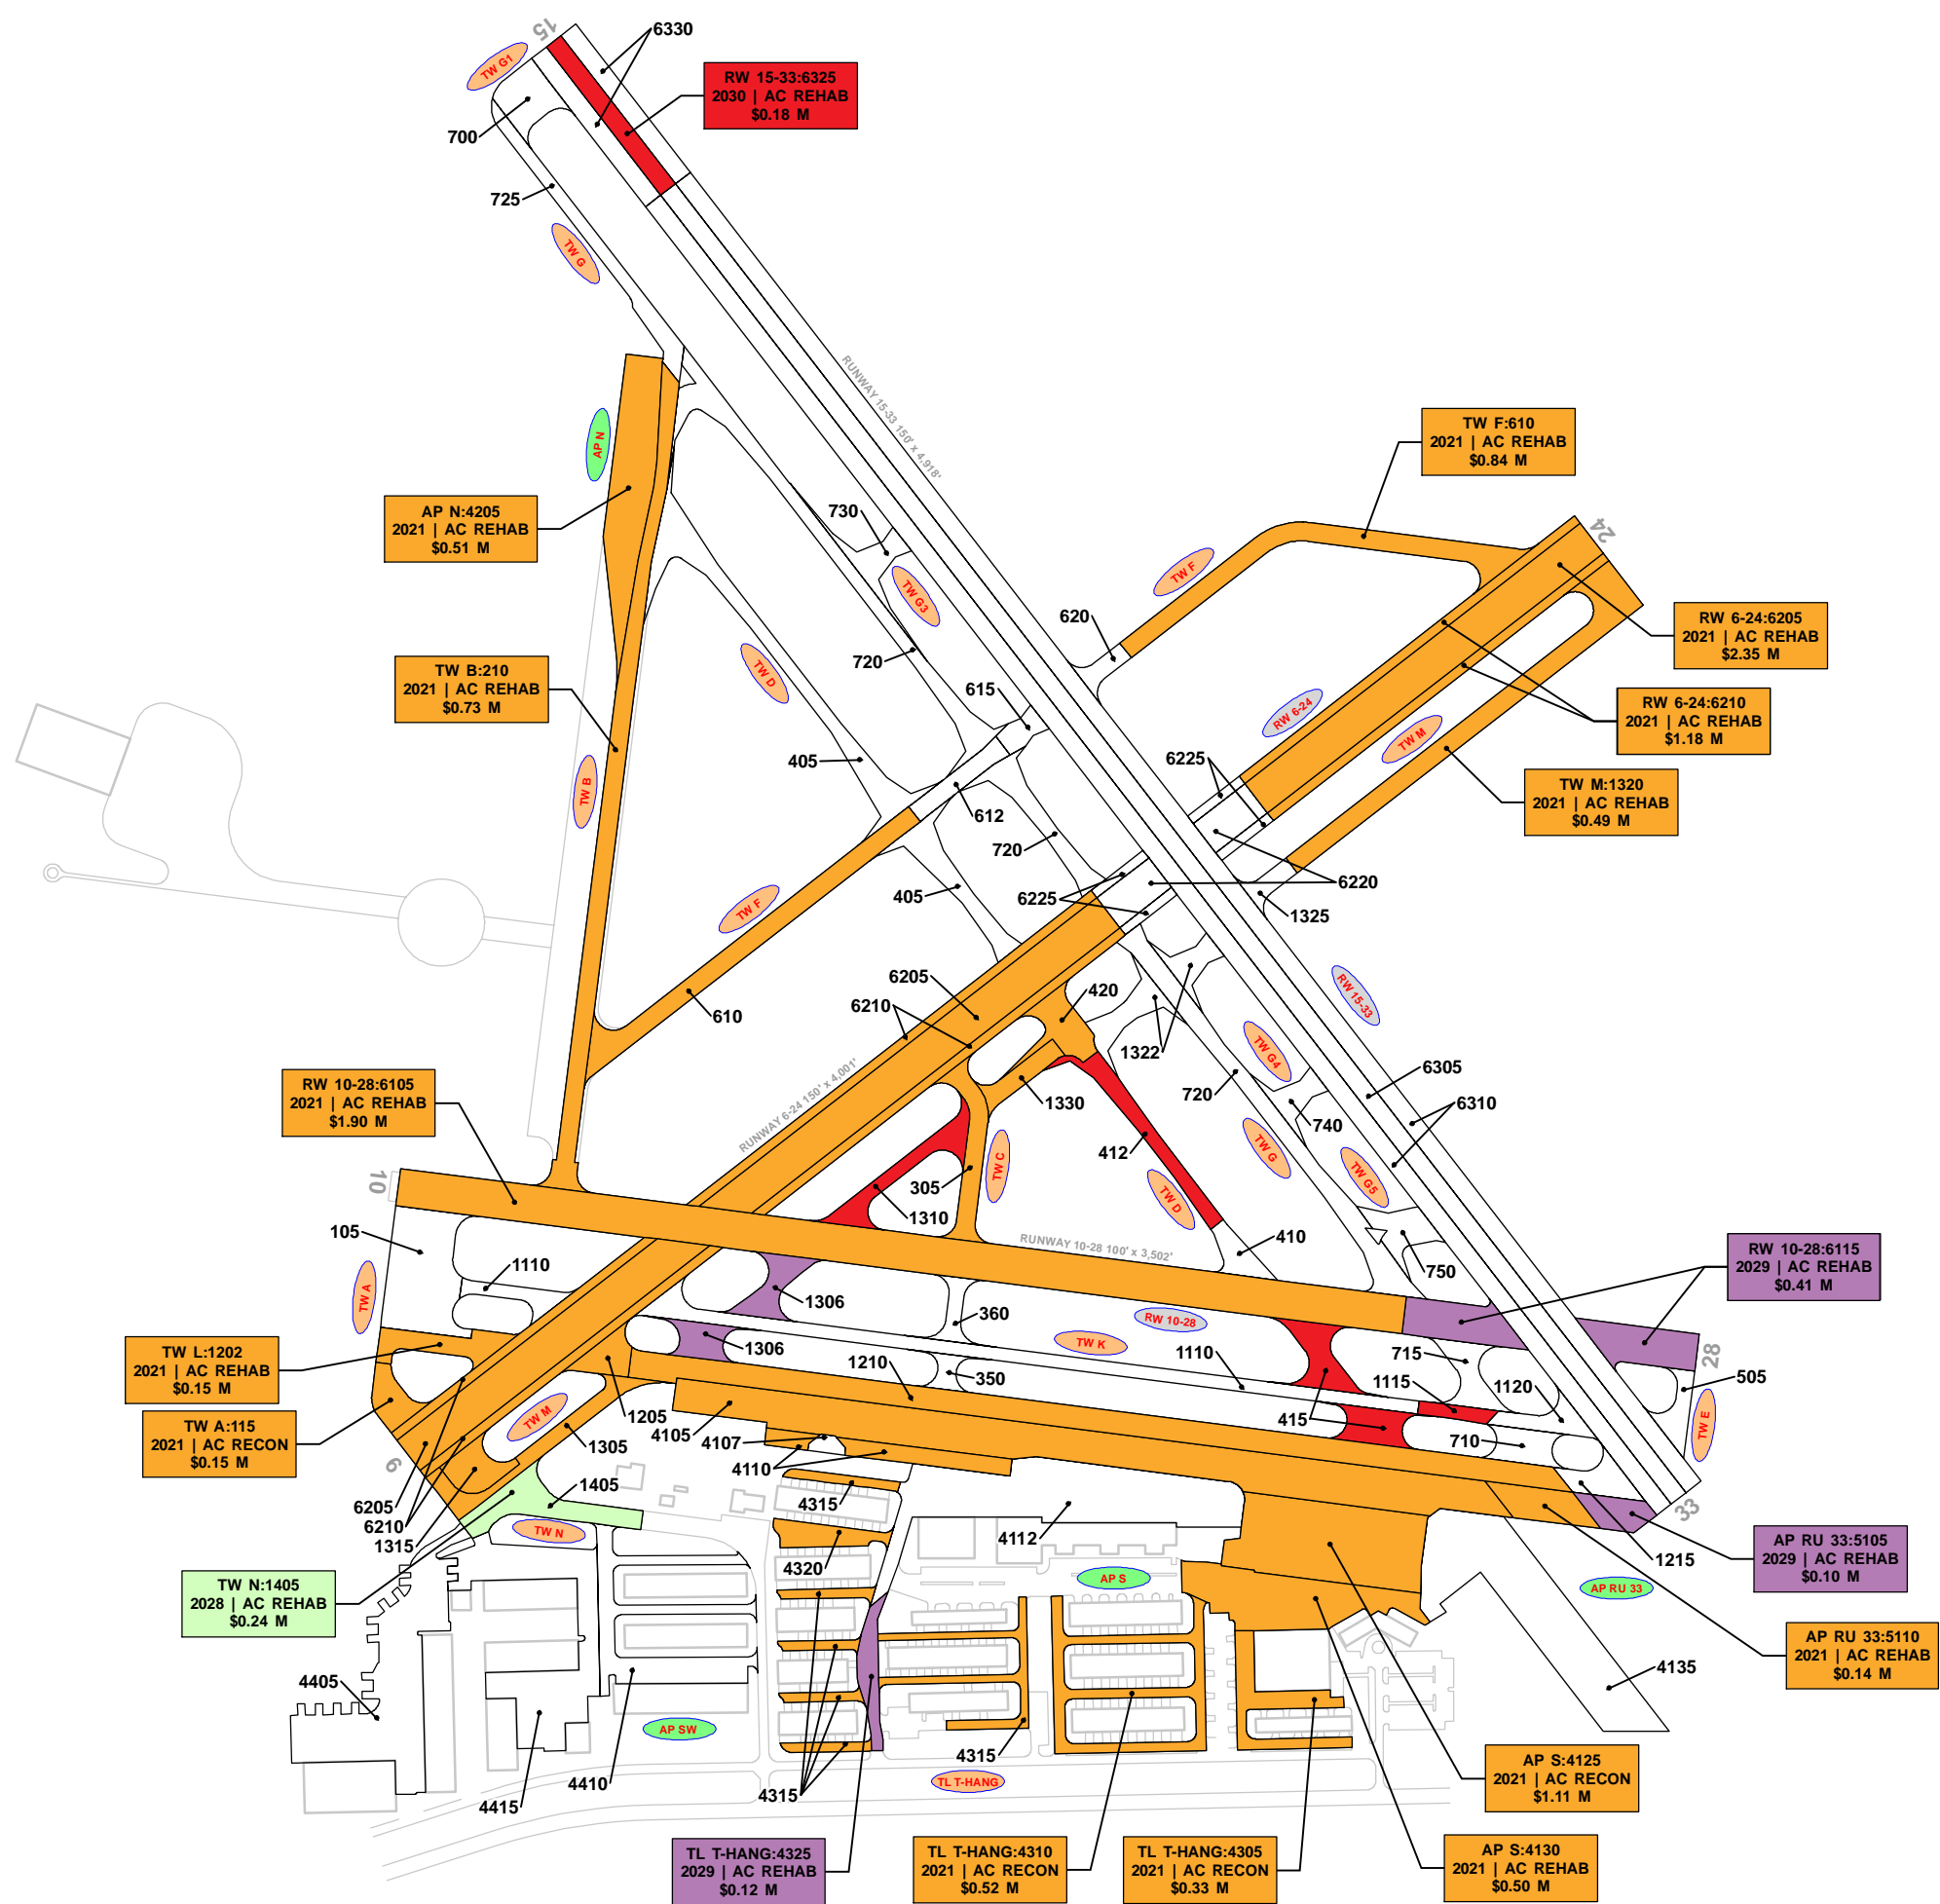 15
6330
TW G1
RW 15-33:6325
2030 | AC REHAB
$0.18 M
700
725
TW G
RUNWAY 15-33 150' x 4,918'
AP N
TW F:610
2021 | AC REHAB
$0.84 M
AP N:4205
2021 | AC REHAB
$0.51 M
730
24
TW F
TW G3
620
RW 6-24:6205
2021 | AC REHAB
$2.35 M
TW B:210
2021 | AC REHAB
$0.73 M
TW D
720
615
RW 6-24
RW 6-24:6210
2021 | AC REHAB
$1.18 M
TW M
405
6225
TW B
TW M:1320
2021 | AC REHAB
$0.49 M
612
720
6220
405
6225
TW F
1325
6205
420
RW 15-33
6210
610
1322
TW G4
6305
RUNWAY 6-24 150' x 4,001'
720
6310
RW 10-28:6105
2021 | AC REHAB
$1.90 M
1330
740
412
TW G
TW C
305
TW G5
10
TW D
1310
105
RUNWAY 10-28 100' x 3,502'
410
750
RW 10-28:6115
2029 | AC REHAB
$0.41 M
1110
TW A
1306
360
RW 10-28
TW K
1306
1210
1110
715
28
TW L:1202
2021 | AC REHAB
$0.15 M
350
1115
1120
505
TW M
1205
4105
415
TW E
TW A:115
2021 | AC RECON
$0.15 M
1305
4107
710
4110
6
1405
4315
6205
6210
33
1315
TW N
4112
4320
1215
AP RU 33:5105
2029 | AC REHAB
$0.10 M
AP S
AP RU 33
TW N:1405
2028 | AC REHAB
$0.24 M
AP RU 33:5110
2021 | AC REHAB
$0.14 M
4405
4135
AP SW
4315
AP S:4125
2021 | AC RECON
$1.11 M
4410
TL T-HANG
4315
4415
TL T-HANG:4325
2029 | AC REHAB
$0.12 M
TL T-HANG:4310
2021 | AC RECON
$0.52 M
TL T-HANG:4305
2021 | AC RECON
$0.33 M
AP S:4130
2021 | AC REHAB
$0.50 M